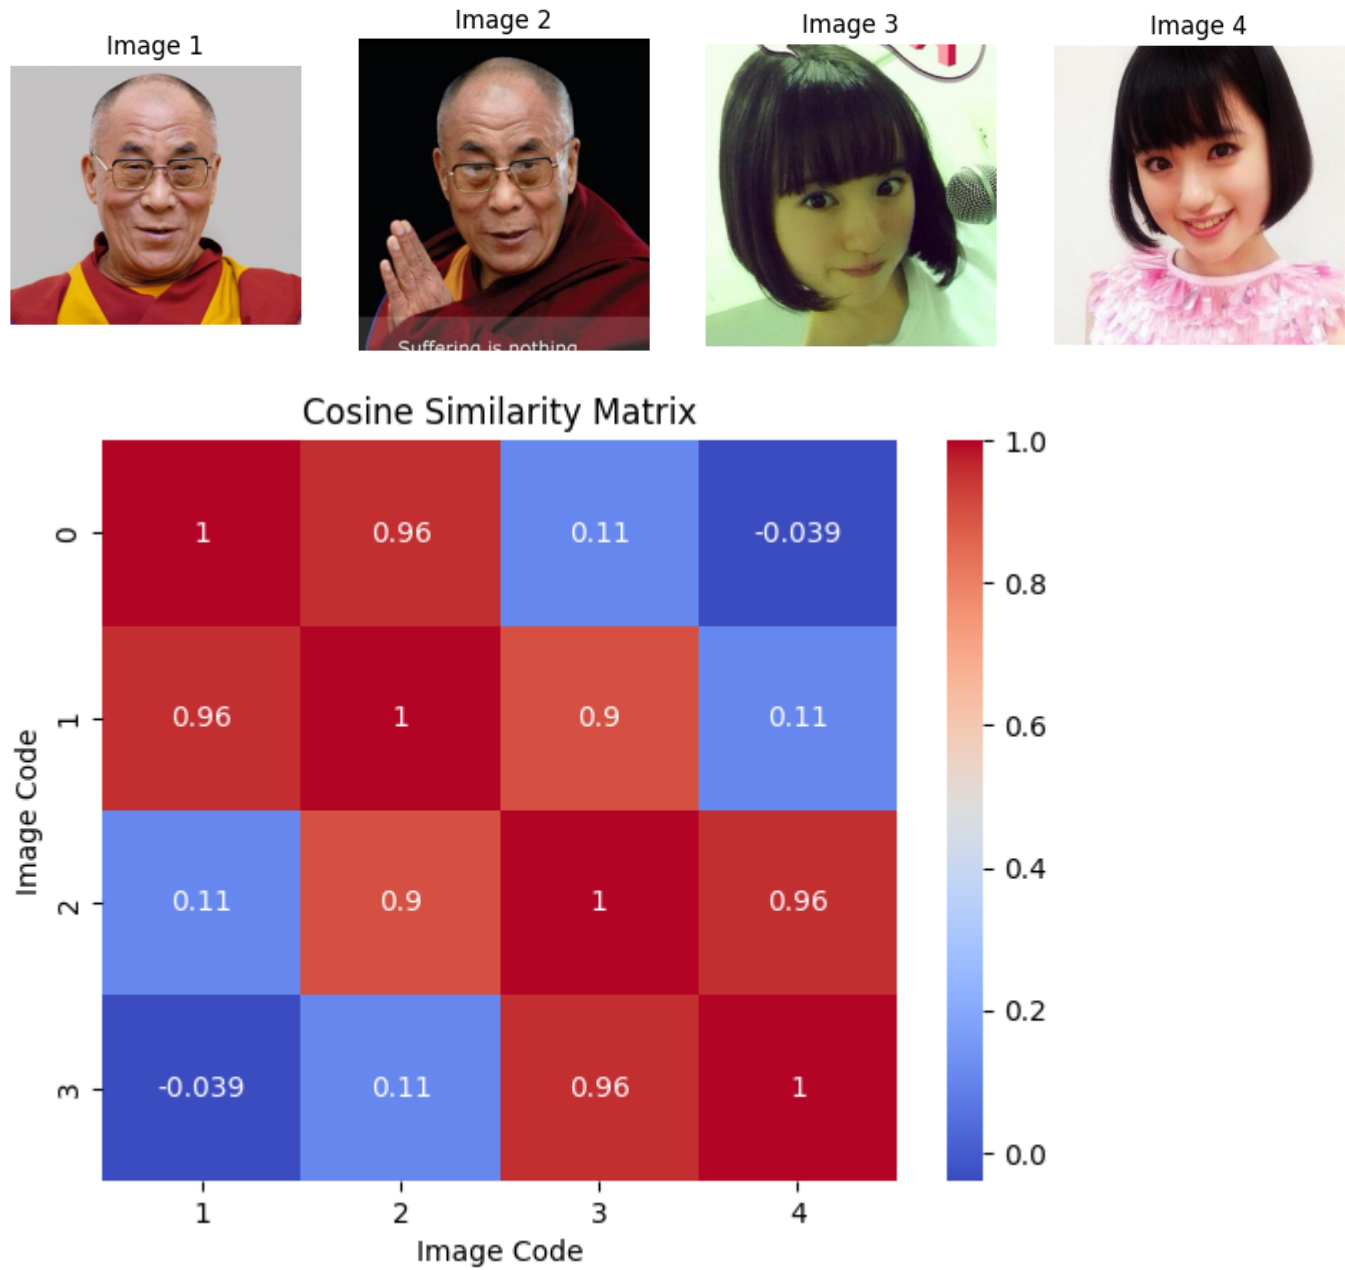 Image 1
Image 2
Image 3
Image 4
Suffering is nothing
Cosine Similarity Matrix
1 0.96 0.11 -0.039
0.96 1 0.9 0.11
0.11 0.9 1 0.96
-0.039 0.11 0.96 1
0
1
2
3
Image Code
1 2 3 4
Image Code
1.0
0.8
0.6
0.4
0.2
0.0